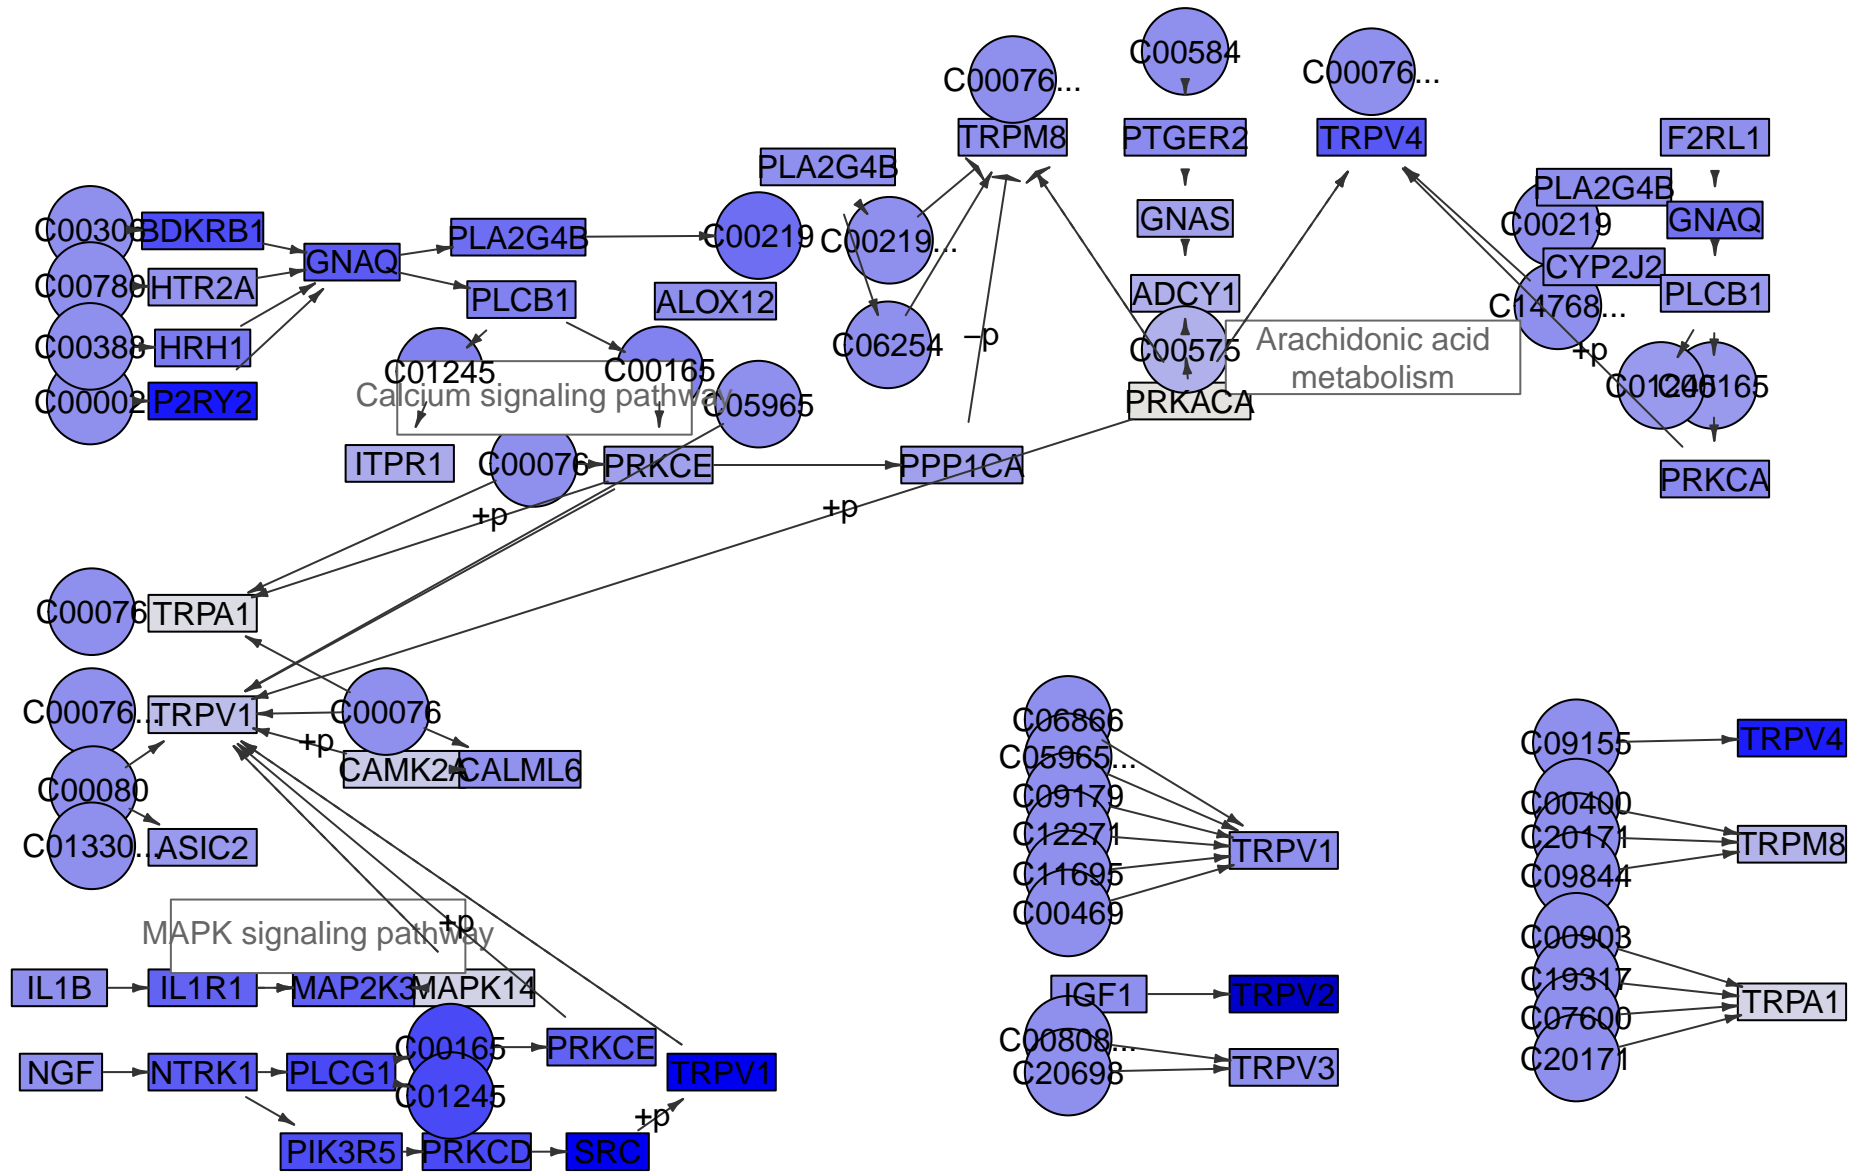 C00584
C00076...
C00076...
TRPM8
PTGER2
TRPV4
F2RL1
PLA2G4B
PLA2G4B
C00219
GNAS
GNAQ
BDKRB1
C00219
C00219...
PLA2G4B
GNAQ
CYP2J2
C00780
HTR2A
PLCB1
ALOX12
ADCY1
PLCB1
C14768...
C00388
HRH1
C01245
C00165
C06254
–p
C00575
Arachidonic acid
metabolism
+p
Calcium signaling pathway
C00002
P2RY2
C05965
PRKACA
ITPR1
C00076
PRKCE
PPP1CA
PRKCA
+p
+p
C00076
TRPA1
C00076...
TRPV1
C00076
+p
C06866
C05965...
C09155
TRPV4
C00080
CAMK2A
CALML6
C09179
C00400
C01330...
ASIC2
C12271
TRPV1
C20171
TRPM8
C11695
C09844
C00469
MAPK signaling pathway
+p
C00903
IL1B
IL1R1
MAP2K3
MAPK14
IGF1
TRPV2
C19317
TRPA1
C07600
C00165
PRKCE
C00808...
C20171
NGF
NTRK1
PLCG1
TRPV1
C20698
TRPV3
C01245
+p
PIK3R5
PRKCD
SRC